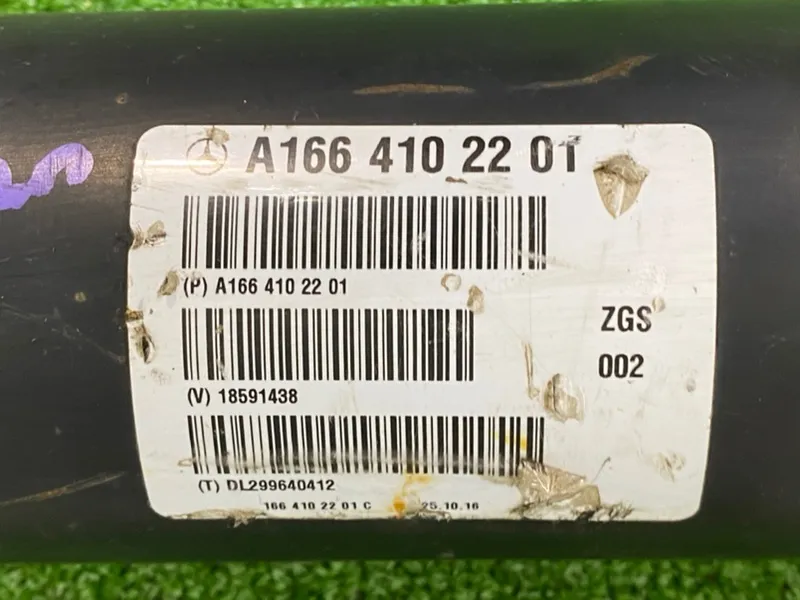 A166 410 22 01
(P) A166 410 22 01
ZGS
002
(V) 18591438
(T) DL299640412
166 410 22 01 C 25.10.16